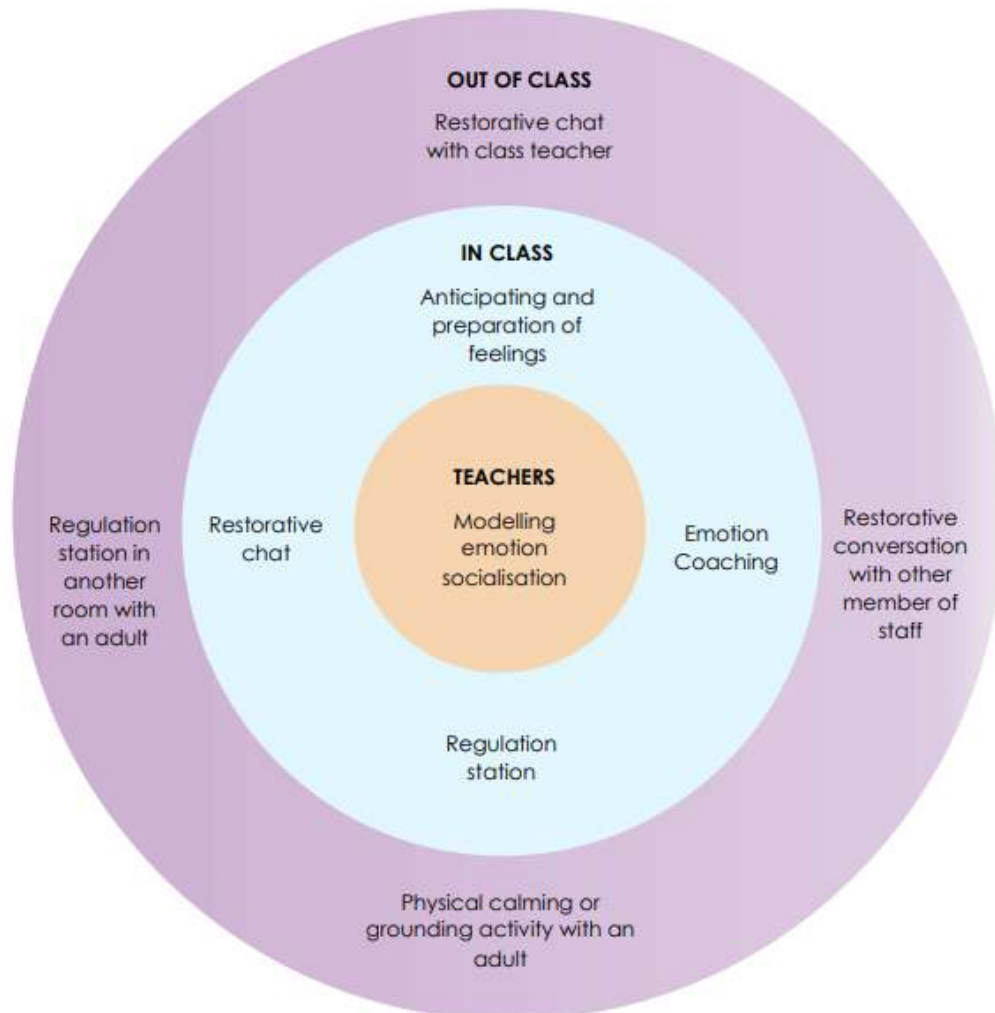 OUT OF CLASS
Restorative chat
with class teacher
IN CLASS
Anticipating and
preparation of
feelings
TEACHERS
Modelling
emotion
socialisation
Regulation
station in
another
room with
an adult
Restorative
chat
Emotion
Coaching
Restorative
conversation
with other
member of
staff
Regulation
station
Physical calming or
grounding activity with an
adult